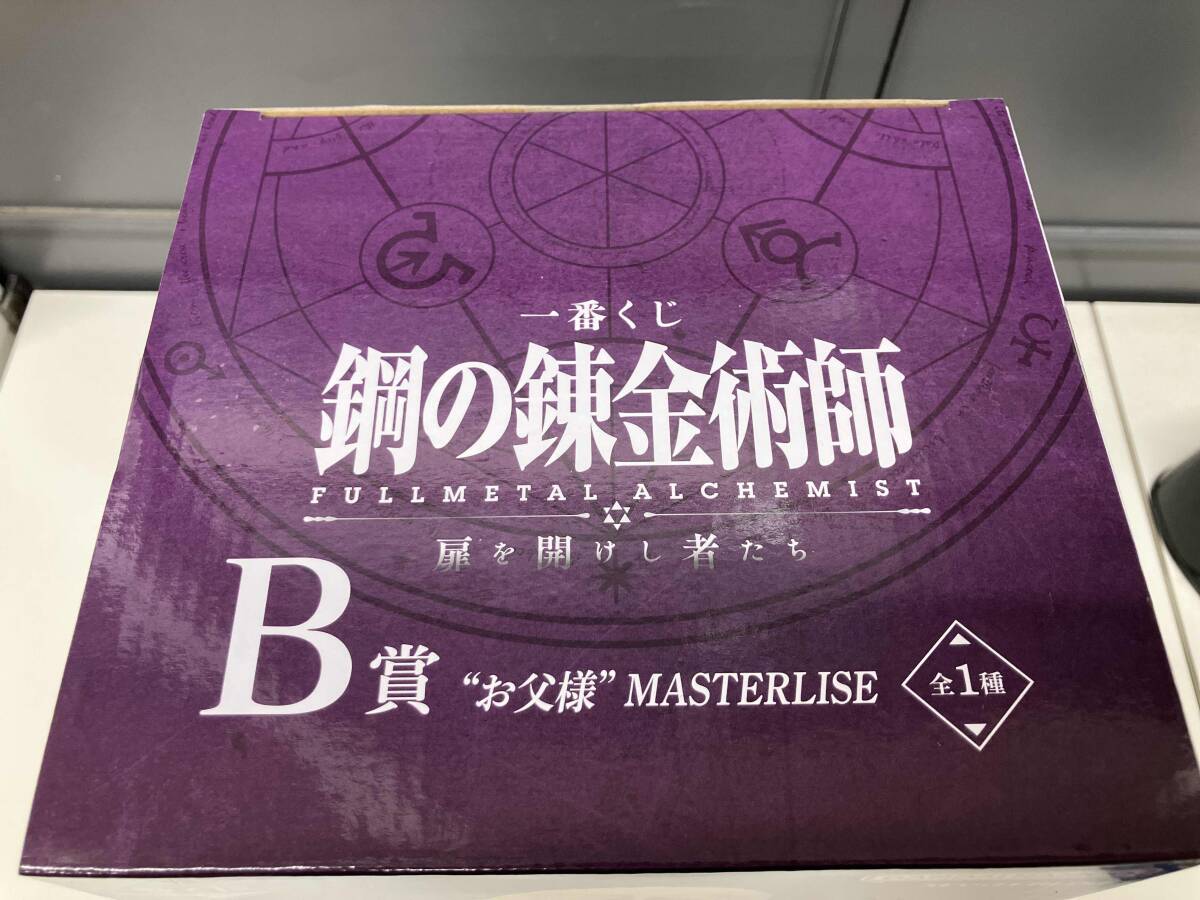 一番くじ
鋼の錬金術師
FULLMETAL ALCHEMIST
扉を開けし者たち
B賞 “お父様” MASTERLISE 全1種